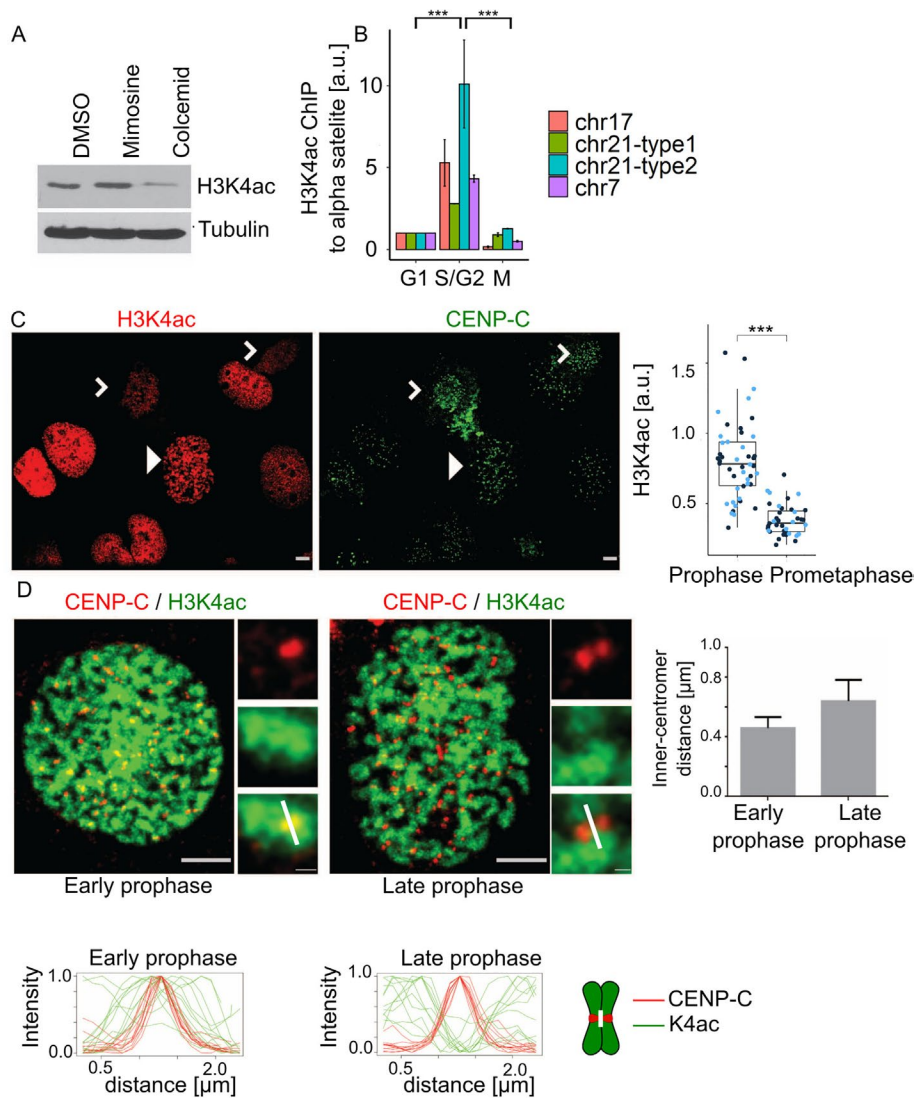 A
DMSO
Mimosine
Colcemid
H3K4ac
Tubulin
B
*** ***
H3K4ac ChIP
to alpha satelite [a.u.]
10
5
0
G1 S/G2 M
chr17
chr21-type1
chr21-type2
chr7
C
H3K4ac
CENP-C
***
H3K4ac [a.u.]
1.5
1.0
0.5
Prophase Prometaphase
D
CENP-C / H3K4ac
CENP-C / H3K4ac
Early prophase
Late prophase
Inner-centromer
distance [µm]
1.0
0.8
0.4
0.0
Early
prophase
Late
prophase
Early prophase
Intensity
1.0
0.0
0.5 2.0
distance [µm]
Late prophase
Intensity
1.0
0.0
0.5 2.0
distance [µm]
CENP-C
K4ac